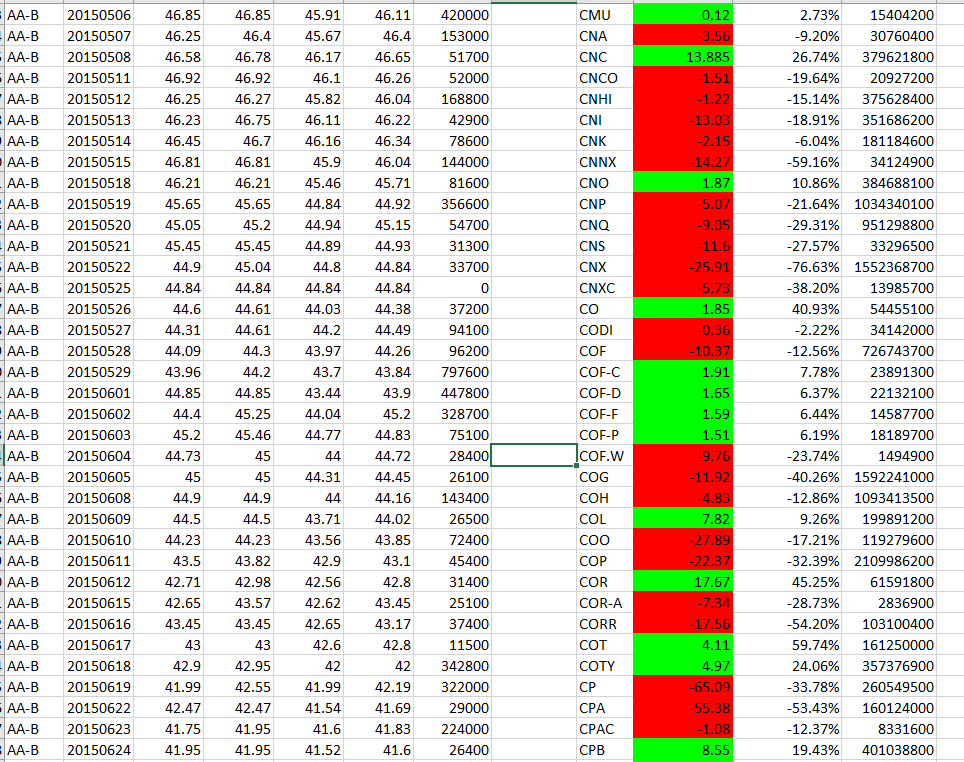 AA-B 20150506 46.85 46.85 45.91 46.11 420000 CMU 0.12 2.73% 15404200
AA-B 20150507 46.25 46.4 45.67 46.4 153000 CNA -3.56 -9.20% 30760400
AA-B 20150508 46.58 46.78 46.17 46.65 51700 CNC 13.885 26.74% 379621800
AA-B 20150511 46.92 46.92 46.1 46.26 52000 CNCO -1.51 -19.64% 20927200
AA-B 20150512 46.25 46.27 45.82 46.04 168800 CNHI -1.22 -15.14% 375628400
AA-B 20150513 46.23 46.75 46.11 46.22 42900 CNI -13.03 -18.91% 351686200
AA-B 20150514 46.45 46.7 46.16 46.34 78600 CNK -2.15 -6.04% 181184600
AA-B 20150515 46.81 46.81 45.9 46.04 144000 CNNX -14.27 -59.16% 34124900
AA-B 20150518 46.21 46.21 45.46 45.71 81600 CNO 1.87 10.86% 384688100
AA-B 20150519 45.65 45.65 44.84 44.92 356600 CNP -5.07 -21.64% 1034340100
AA-B 20150520 45.05 45.2 44.94 45.15 54700 CNQ -9.05 -29.31% 951298800
AA-B 20150521 45.45 45.45 44.89 44.93 31300 CNS -11.6 -27.57% 33296500
AA-B 20150522 44.9 45.04 44.8 44.84 33700 CNX -25.91 -76.63% 1552368700
AA-B 20150525 44.84 44.84 44.84 44.84 0 CNXC -5.73 -38.20% 13985700
AA-B 20150526 44.6 44.61 44.03 44.38 37200 CO 1.85 40.93% 54455100
AA-B 20150527 44.31 44.61 44.2 44.49 94100 CODI -0.36 -2.22% 34142000
AA-B 20150528 44.09 44.3 43.97 44.26 96200 COF -10.37 -12.56% 726743700
AA-B 20150529 43.96 44.2 43.7 43.84 797600 COF-C 1.91 7.78% 23891300
AA-B 20150601 44.85 44.85 43.44 43.9 447800 COF-D 1.65 6.37% 22132100
AA-B 20150602 44.4 45.25 44.04 45.2 328700 COF-F 1.59 6.44% 14587700
AA-B 20150603 45.2 45.46 44.77 44.83 75100 COF-P 1.51 6.19% 18189700
AA-B 20150604 44.73 45 44 44.72 28400 COF.W -9.76 -23.74% 1494900
AA-B 20150605 45 45 44.31 44.45 26100 COG -11.92 -40.26% 1592241000
AA-B 20150608 44.9 44.9 44 44.16 143400 COH -4.83 -12.86% 1093413500
AA-B 20150609 44.5 44.5 43.71 44.02 26500 COL 7.82 9.26% 199891200
AA-B 20150610 44.23 44.23 43.56 43.85 72400 COO -27.89 -17.21% 119279600
AA-B 20150611 43.5 43.82 42.9 43.1 45400 COP -22.37 -32.39% 2109986200
AA-B 20150612 42.71 42.98 42.56 42.8 31400 COR 17.67 45.25% 61591800
AA-B 20150615 42.65 43.57 42.62 43.45 25100 COR-A -7.34 -28.73% 2836900
AA-B 20150616 43.45 43.45 42.65 43.17 37400 CORR -17.56 -54.20% 103100400
AA-B 20150617 43 43 42.6 42.8 11500 COT 4.11 59.74% 161250000
AA-B 20150618 42.9 42.95 42 42 342800 COTY 4.97 24.06% 357376900
AA-B 20150619 41.99 42.55 41.99 42.19 322000 CP -65.09 -33.78% 260549500
AA-B 20150622 42.47 42.47 41.54 41.69 29000 CPA -55.38 -53.43% 160124000
AA-B 20150623 41.75 41.95 41.6 41.83 224000 CPAC -1.08 -12.37% 8331600
AA-B 20150624 41.95 41.95 41.52 41.6 26400 CPB 8.55 19.43% 401038800